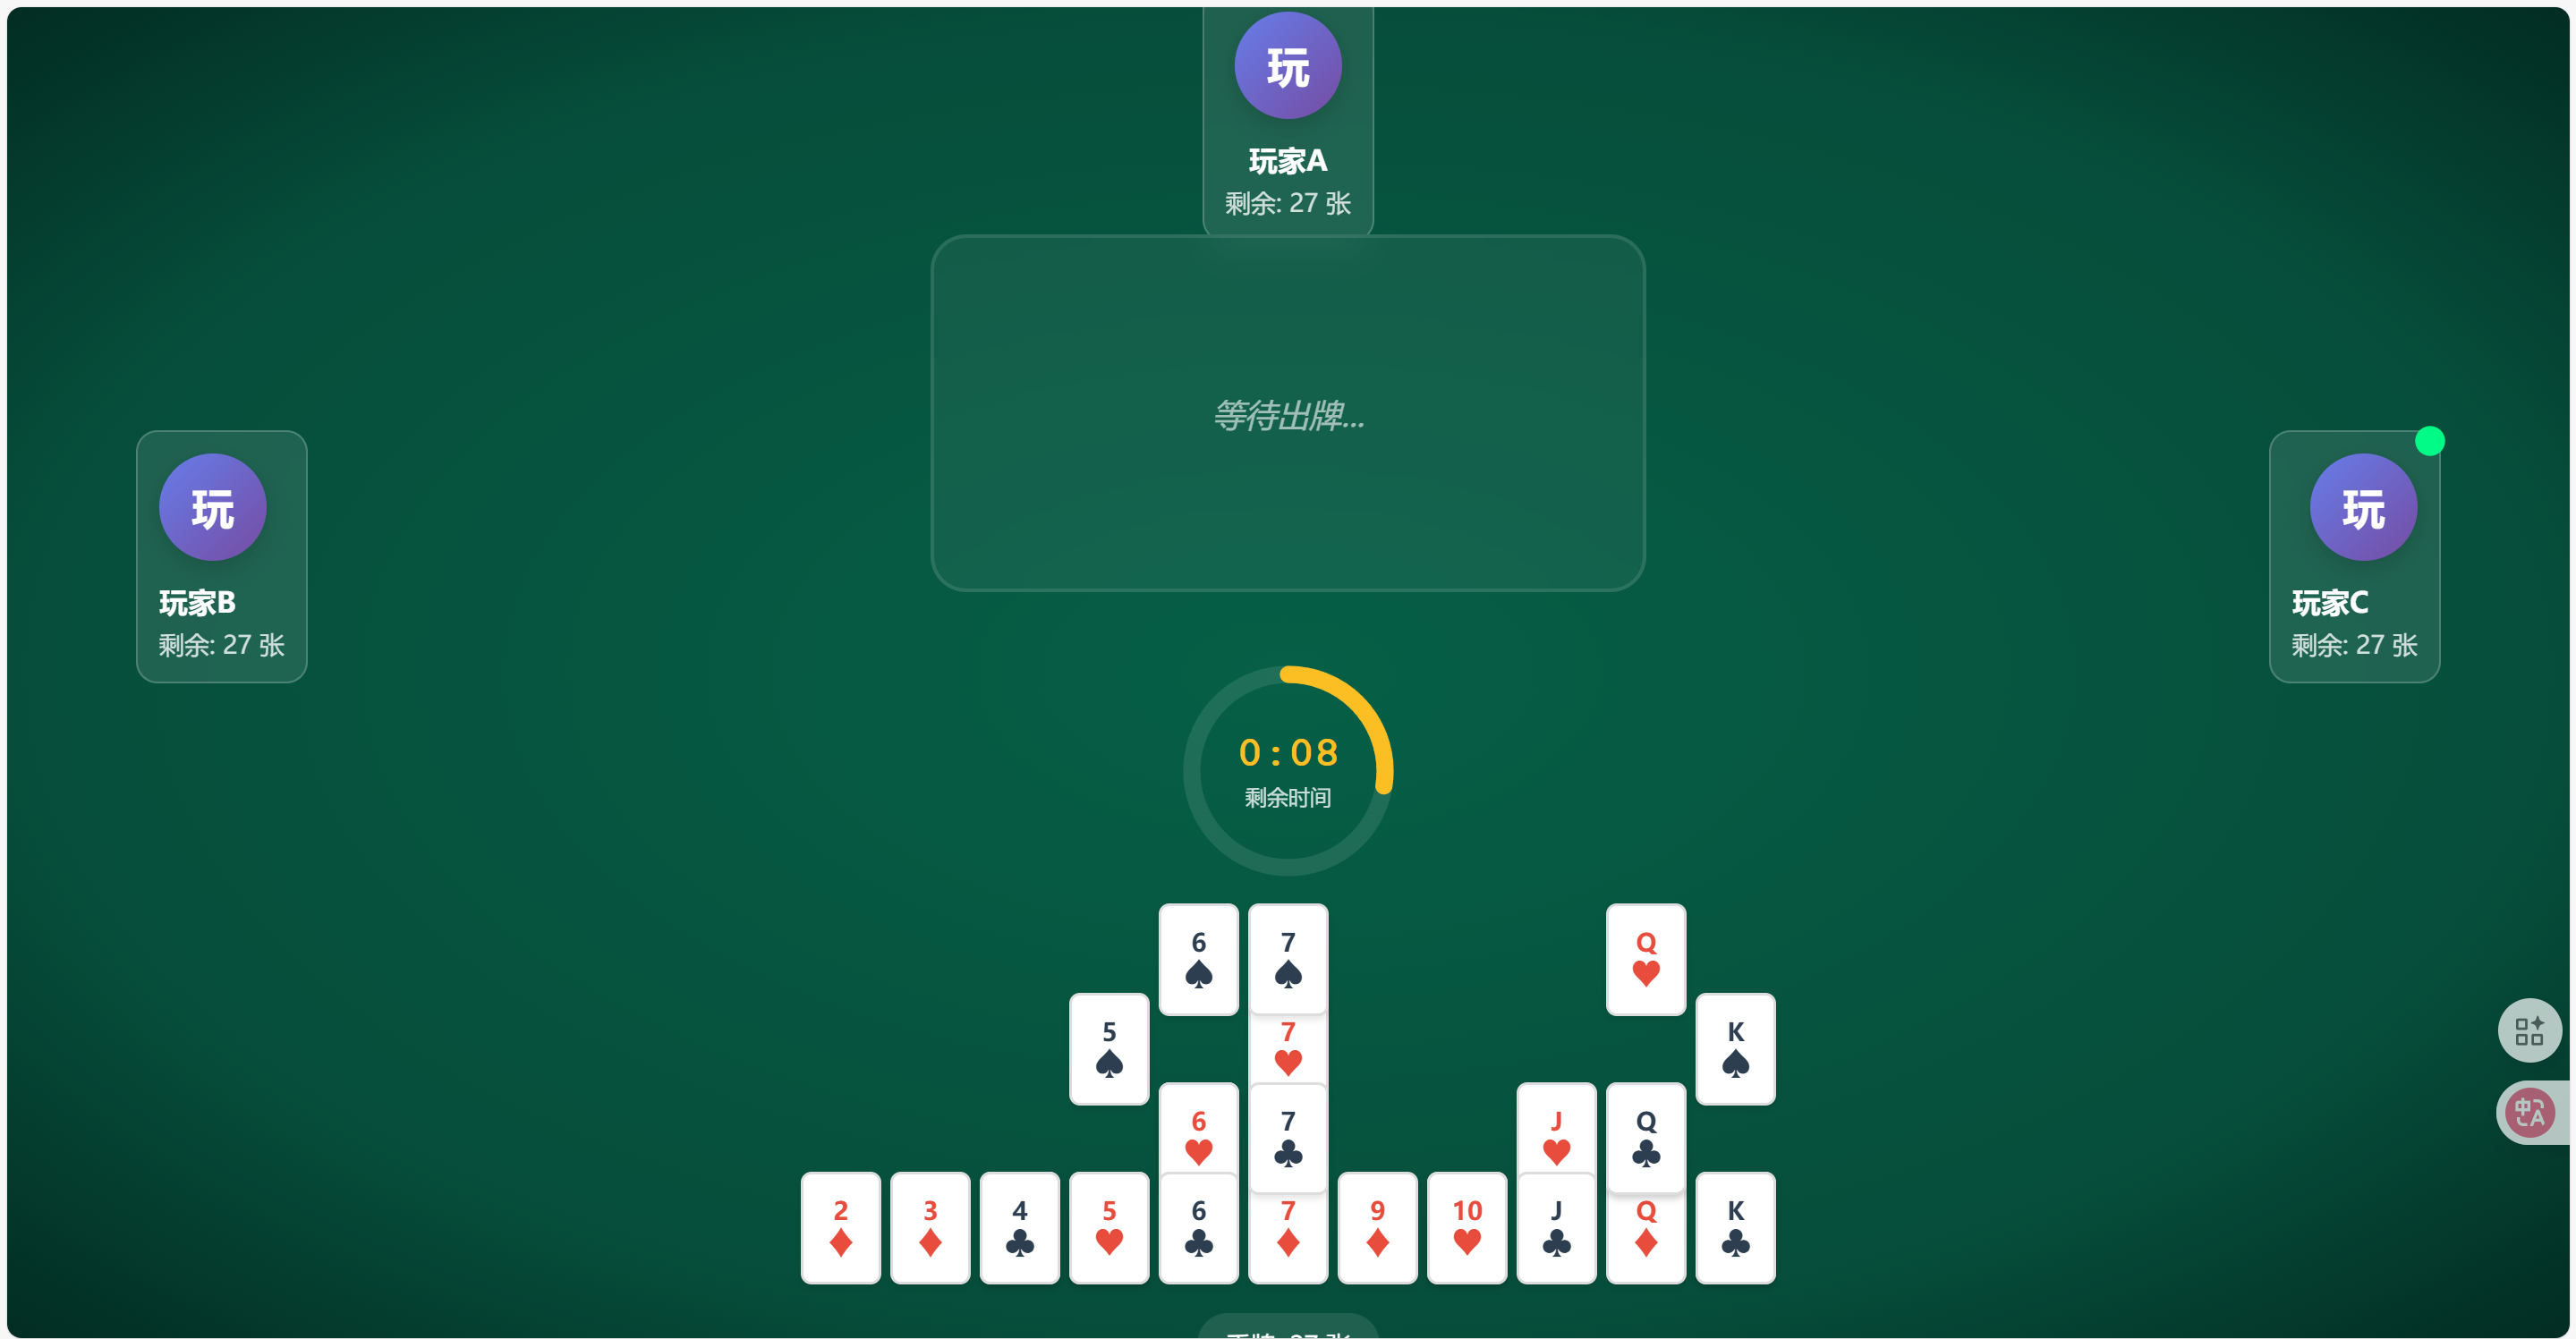 玩
玩家A
剩余: 27 张
等待出牌...
玩
玩家B
剩余: 27 张
玩
玩家C
剩余: 27 张
0:08
剩余时间
6♠ 7♠ Q♥
5♠ 7♥ K♠
6♥ 7♣ J♥ Q♣
2♦ 3♦ 4♣ 5♥ 6♣ 7♦ 9♦ 10♥ J♣ Q♦ K♣
中A